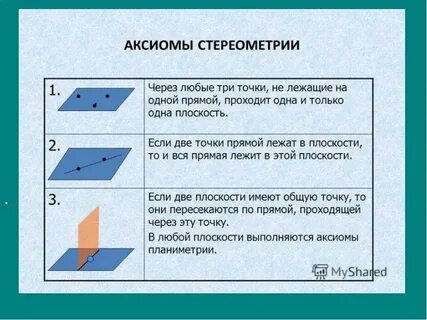 АКСИОМЫ СТЕРЕОМЕТРИИ
1.
Через любые три точки, не лежащие на
одной прямой, проходит одна и только
одна плоскость.
2.
Если две точки прямой лежат в плоскости,
то и вся прямая лежит в этой плоскости.
3.
Если две плоскости имеют общую точку, то
они пересекаются по прямой, проходящей
через эту точку.
В любой плоскости выполняются аксиомы
планиметрии.
MyShared